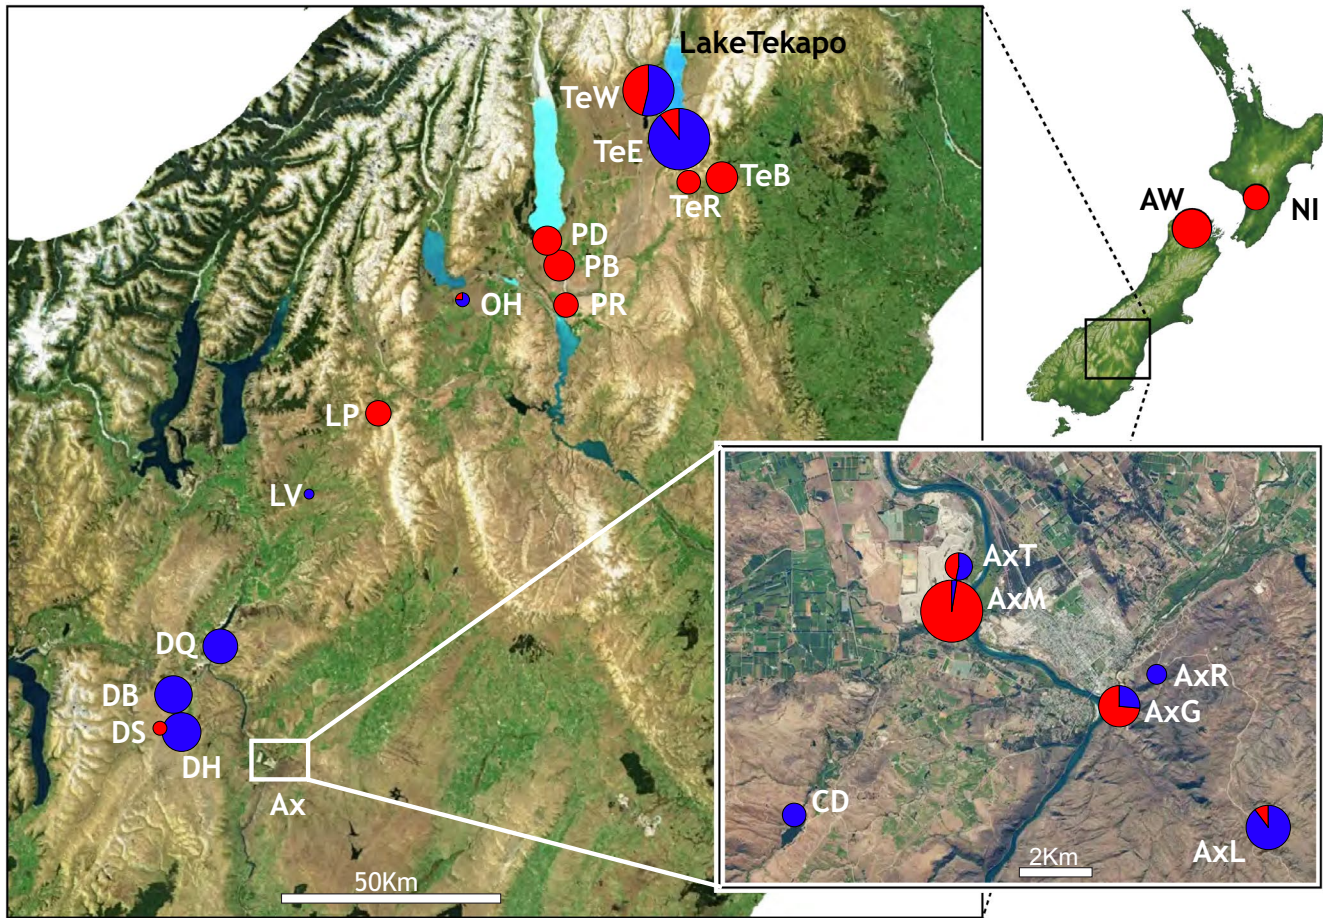 LakeTekapo
TeW
TeE
TeB
TeR
PD
PB
OH
PR
LP
LV
DQ
DB
DS
DH
Ax
50Km
AW
NI
AxT
AxM
AxR
AxG
CD
AxL
2Km